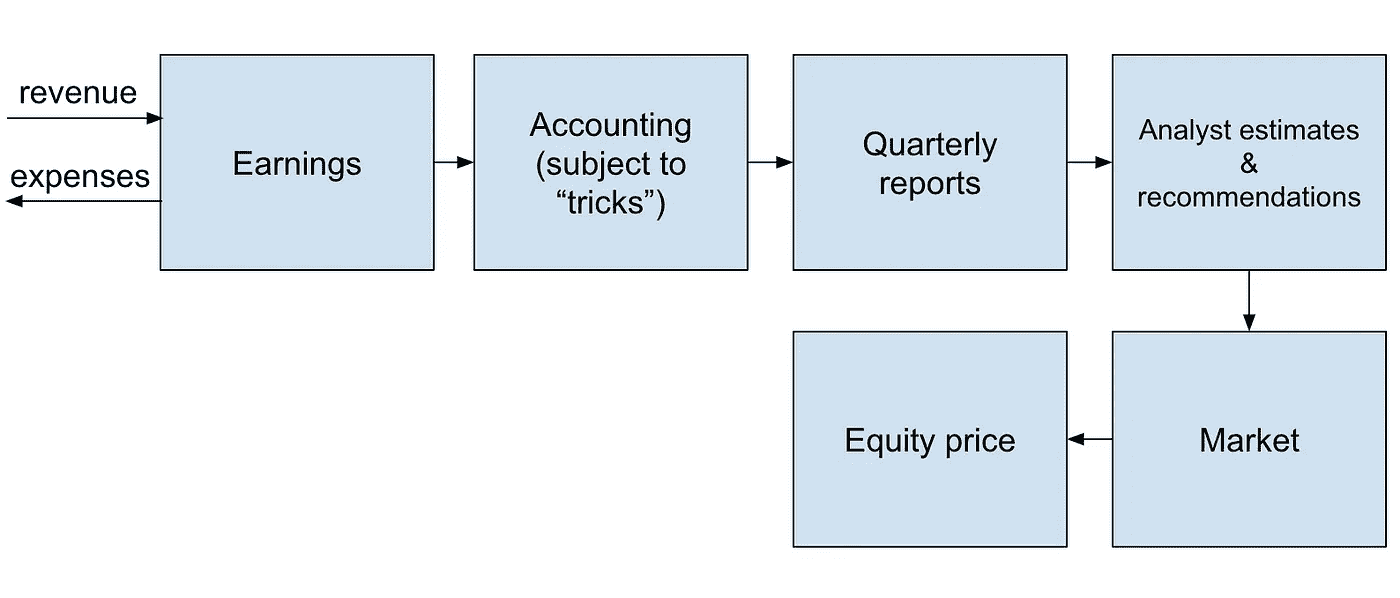 revenue
expenses
Earnings
Accounting
(subject to
“tricks”)
Quarterly
reports
Analyst estimates
&
recommendations
Equity price
Market